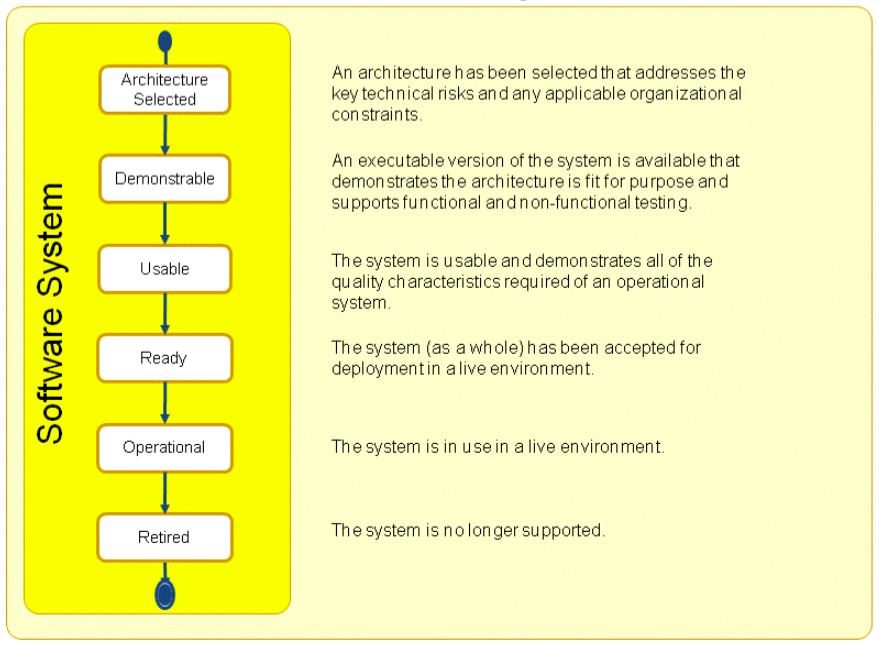 Software System
Architecture
Selected
An architecture has been selected that addresses the
key technical risks and any applicable organizational
constraints.
Demonstrable
An executable version of the system is available that
demonstrates the architecture is fit for purpose and
supports functional and non-functional testing.
Usable
The system is usable and demonstrates all of the
quality characteristics required of an operational
system.
Ready
The system (as a whole) has been accepted for
deployment in a live environment.
Operational
The system is in use in a live environment.
Retired
The system is no longer supported.